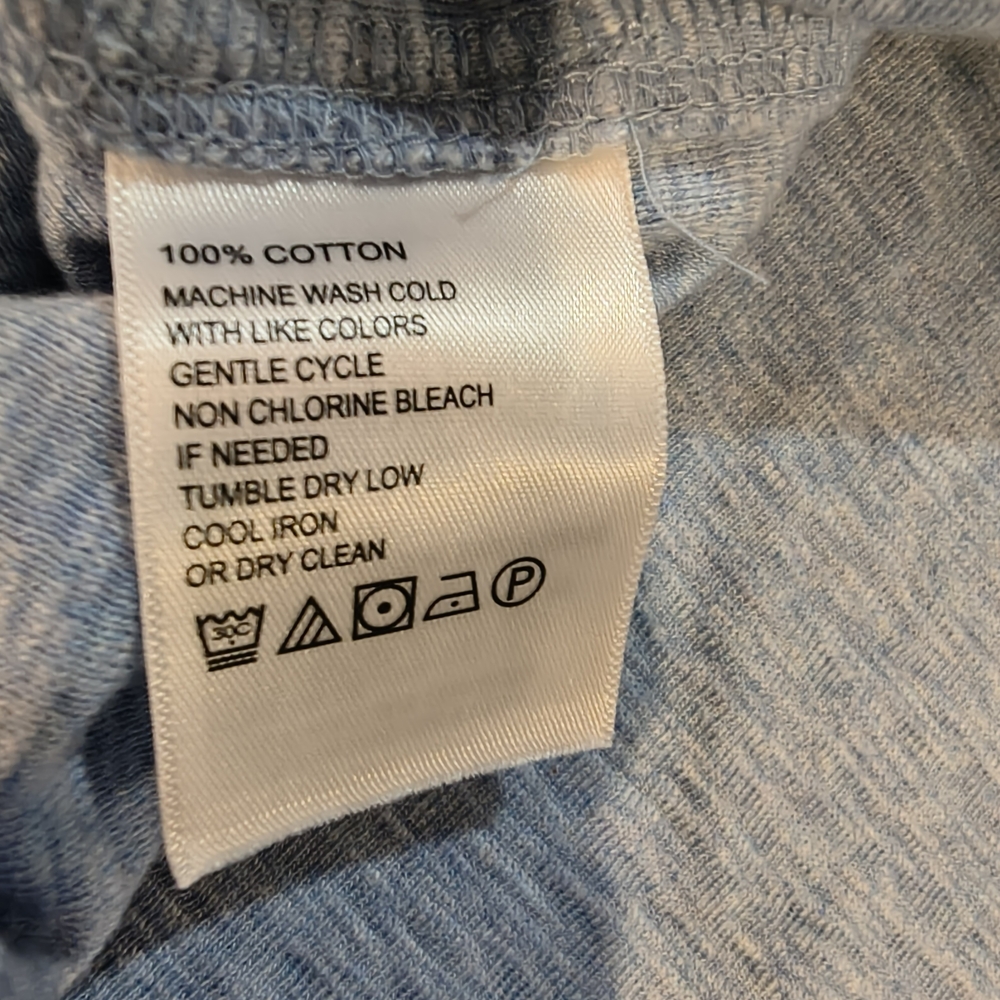 100% COTTON
MACHINE WASH COLD
WITH LIKE COLORS
GENTLE CYCLE
NON CHLORINE BLEACH
IF NEEDED
TUMBLE DRY LOW
COOL IRON
OR DRY CLEAN
30C P